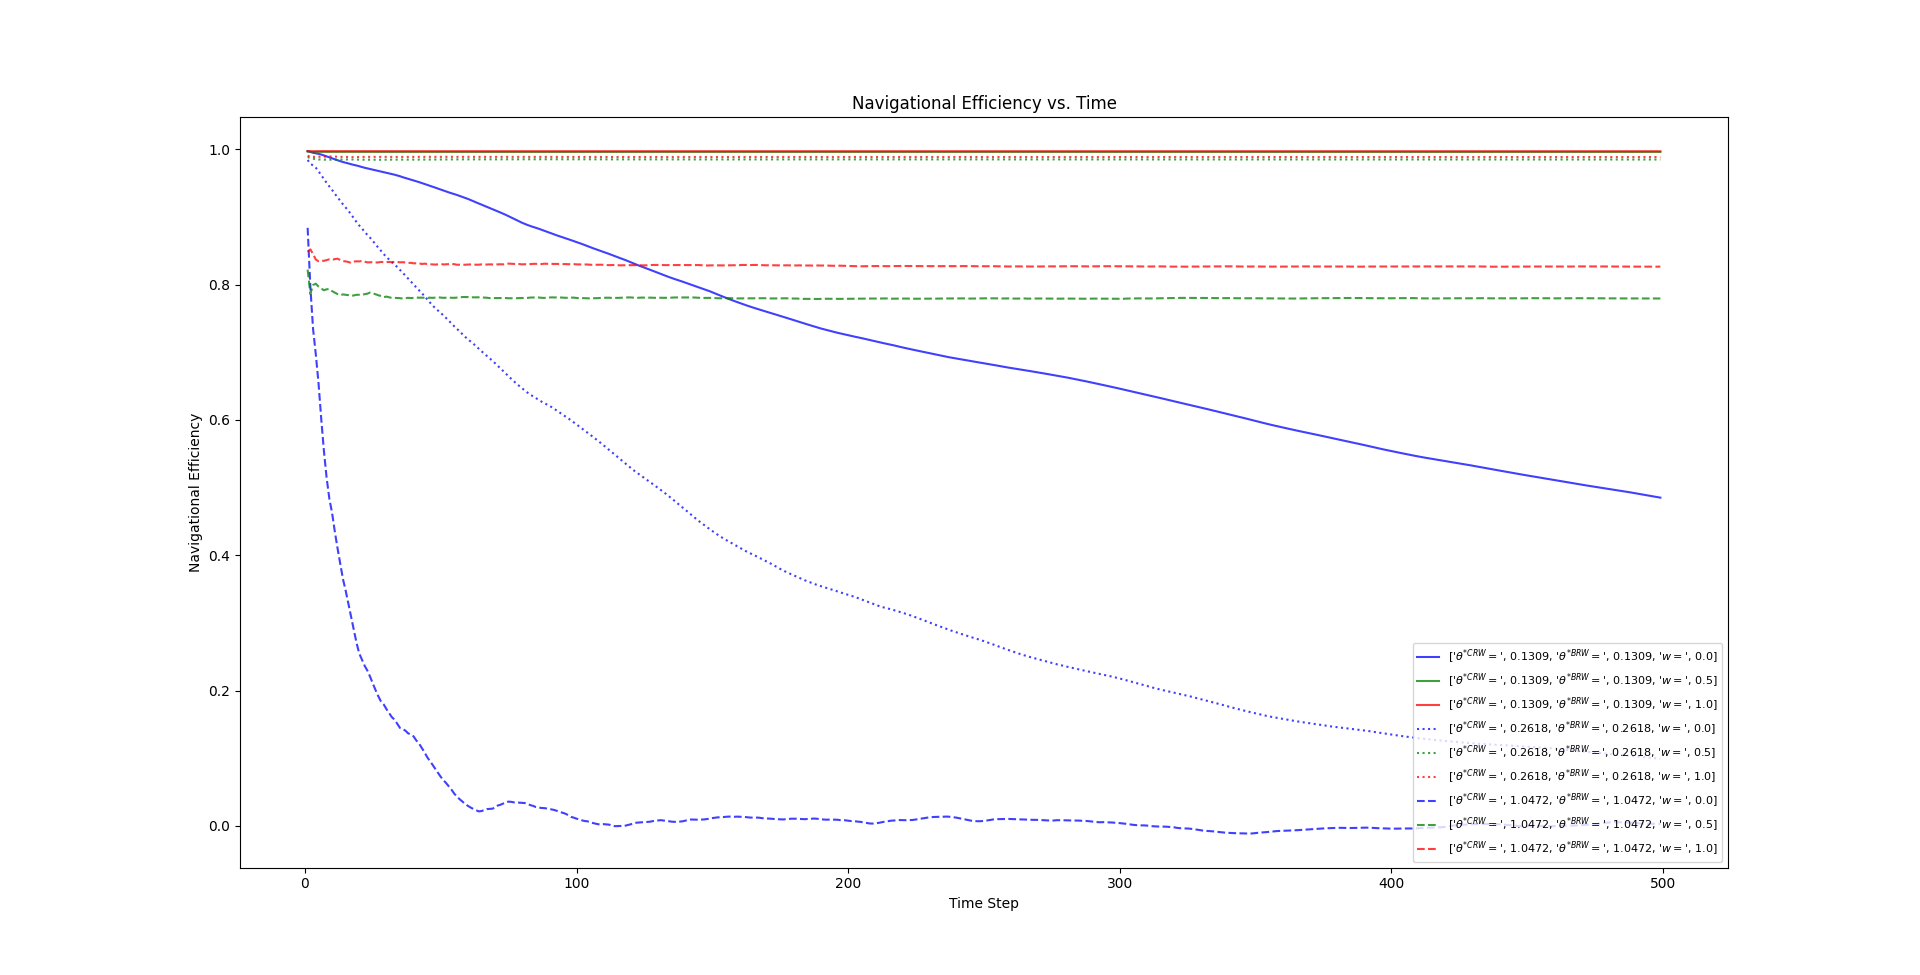 Navigational Efficiency vs. Time
1.0
0.8
0.6
0.4
0.2
0.0
Navigational Efficiency
['θ*CRW =', 0.1309, 'θ*BRW =', 0.1309, 'w =', 0.0]
['θ*CRW =', 0.1309, 'θ*BRW =', 0.1309, 'w =', 0.5]
['θ*CRW =', 0.1309, 'θ*BRW =', 0.1309, 'w =', 1.0]
['θ*CRW =', 0.2618, 'θ*BRW =', 0.2618, 'w =', 0.0]
['θ*CRW =', 0.2618, 'θ*BRW =', 0.2618, 'w =', 0.5]
['θ*CRW =', 0.2618, 'θ*BRW =', 0.2618, 'w =', 1.0]
['θ*CRW =', 1.0472, 'θ*BRW =', 1.0472, 'w =', 0.0]
['θ*CRW =', 1.0472, 'θ*BRW =', 1.0472, 'w =', 0.5]
['θ*CRW =', 1.0472, 'θ*BRW =', 1.0472, 'w =', 1.0]
0 100 200 300 400 500
Time Step